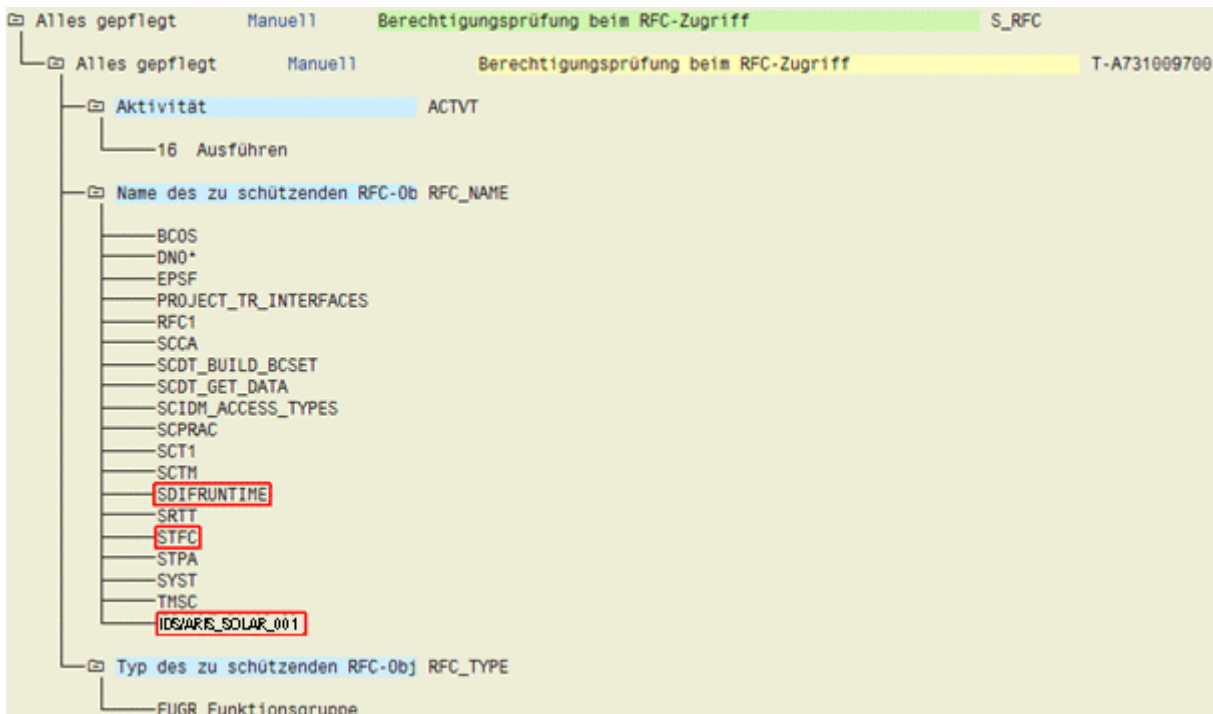 Alles gepflegt Manuell Berechtigungsprüfung beim RFC-Zugriff S_RFC
Alles gepflegt Manuell Berechtigungsprüfung beim RFC-Zugriff T-A731009700
Aktivität ACTVT
16 Ausführen
Name des zu schützenden RFC-Ob RFC_NAME
BCOS
DNO*
EPSF
PROJECT_TR_INTERFACES
RFC1
SCCA
SCDT_BUILD_BCSET
SCDT_GET_DATA
SCIDM_ACCESS_TYPES
SCPRAC
SCT1
SCTM
SDIFRUNTIME
SRTT
STFC
STPA
SYST
TMSC
IDS/ARIS_SOLAR_001
Typ des zu schützenden RFC-Obj RFC_TYPE
FUGR Funktionsgruppe